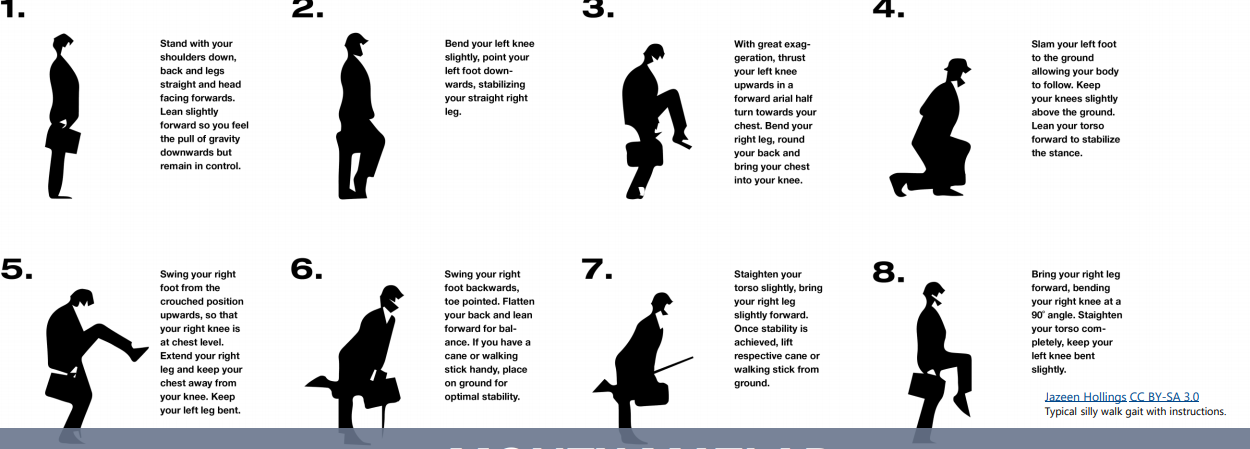 1.
Stand with your
shoulders down,
back and legs
straight and head
facing forwards.
Lean slightly
forward so you feel
the pull of gravity
downwards but
remain in control.
2.
Bend your left knee
slightly, point your
left foot down-
wards, stabilizing
your straight right
leg.
3.
With great exag-
geration, thrust
your left knee
upwards in a
forward arial half
turn towards your
chest. Bend your
right leg, round
your back and
bring your chest
into your knee.
4.
Slam your left foot
to the ground
allowing your body
to follow. Keep
your knees slightly
above the ground.
Lean your torso
forward to stabilize
the stance.
5.
Swing your right
foot from the
crouched position
upwards, so that
your right knee is
at chest level.
Extend your right
leg and keep your
chest away from
your knee. Keep
your left leg bent.
6.
Swing your right
foot backwards,
toe pointed. Flatten
your back and lean
forward for bal-
ance. If you have a
cane or walking
stick handy, place
on ground for
optimal stability.
7.
Staighten your
torso slightly, bring
your right leg
slightly forward.
Once stability is
achieved, lift
respective cane or
walking stick from
ground.
8.
Bring your right leg
forward, bending
your right knee at a
90° angle. Staighten
your torso com-
pletely, keep your
left knee bent
slightly.
Jazeen Hollings CC BY-SA 3.0
Typical silly walk gait with instructions.